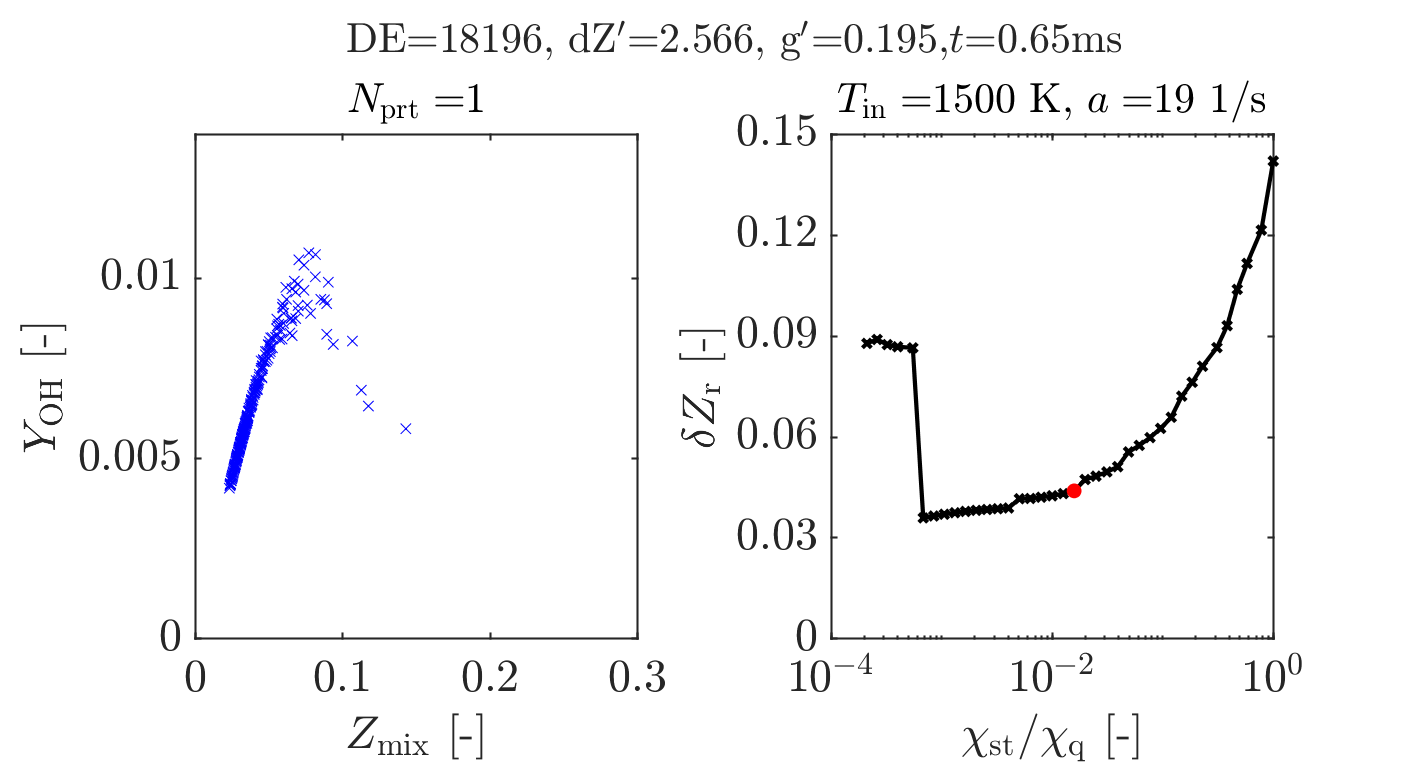 DE=18196, dZ′=2.566, g′=0.195,t=0.65ms
N_prt =1
0.01
0.005
0
0
0.1
0.2
0.3
Y_OH [-]
Z_mix [-]
T_in =1500 K, a =19 1/s
0.15
0.12
0.09
0.06
0.03
0
10^−4
10^−2
10^0
δZ_r [-]
χ_st/χ_q [-]